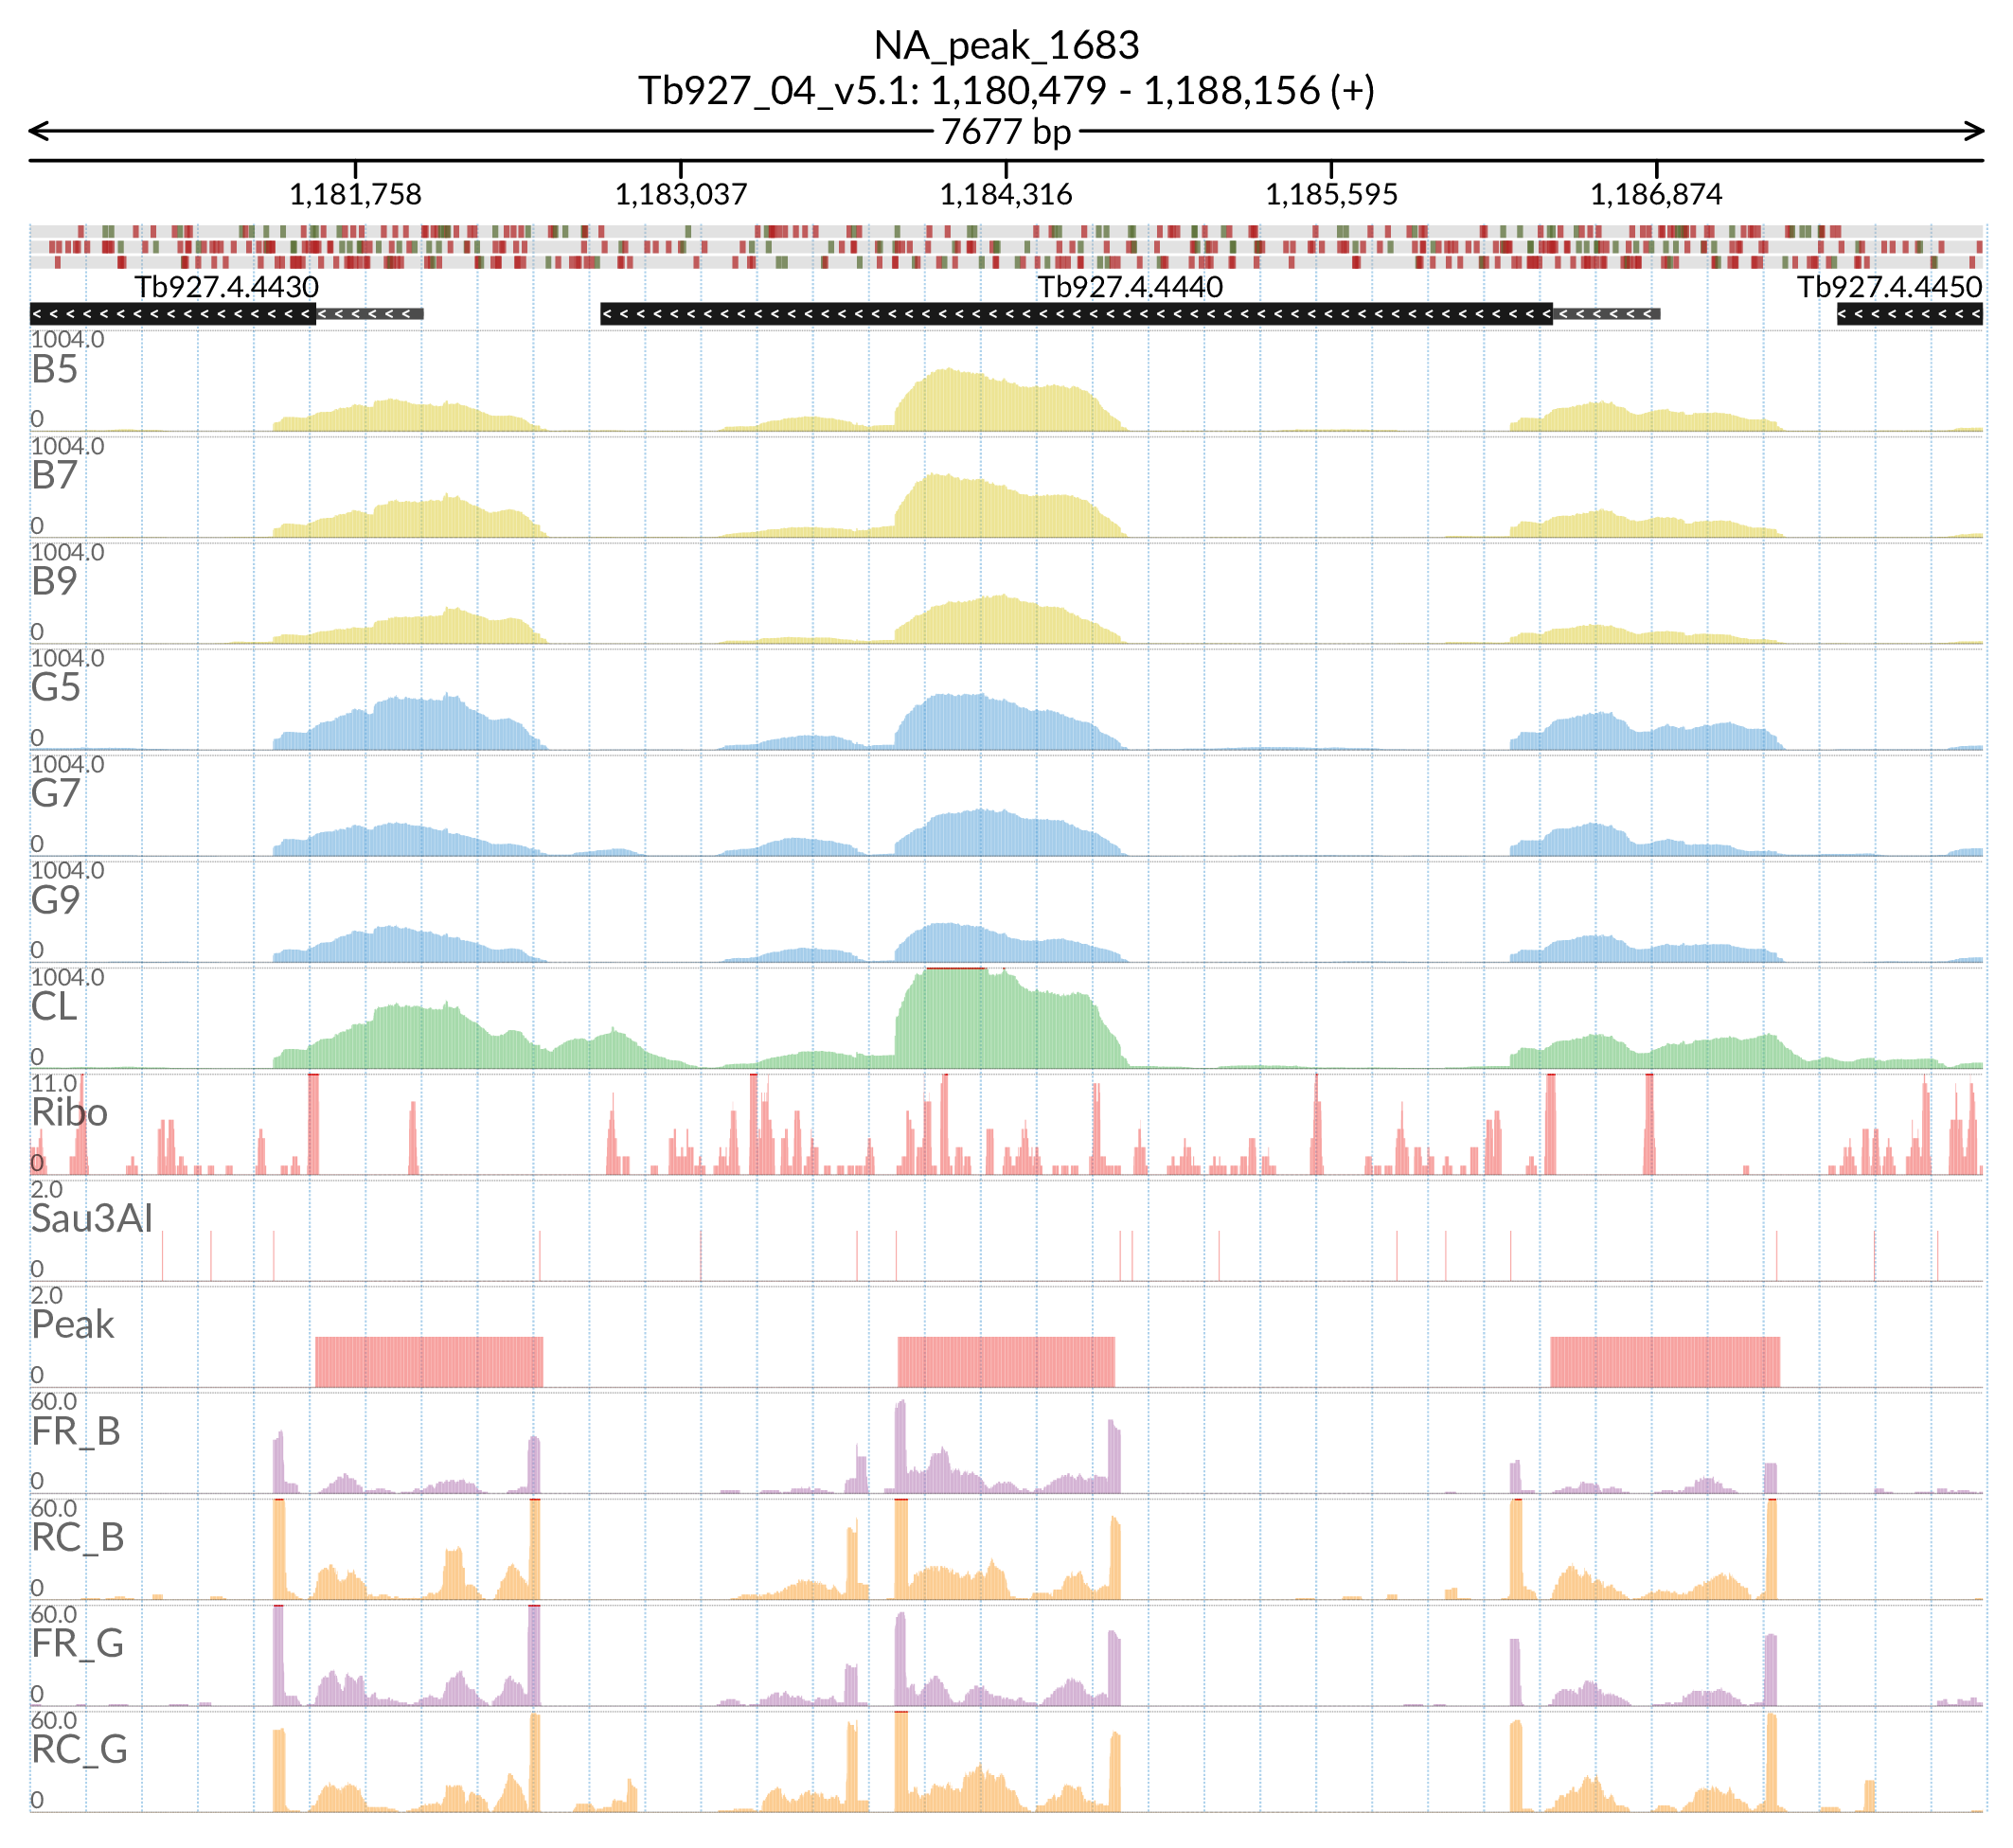 NA_peak_1683
Tb927_04_v5.1: 1,180,479 - 1,188,156 (+)
7677 bp
1,181,758 1,183,037 1,184,316 1,185,595 1,186,874
Tb927.4.4430 Tb927.4.4440 Tb927.4.4450
1004.0
B5
0
1004.0
B7
0
1004.0
B9
0
1004.0
G5
0
1004.0
G7
0
1004.0
G9
0
1004.0
CL
0
11.0
Ribo
0
2.0
Sau3AI
0
2.0
Peak
0
60.0
FR_B
0
60.0
RC_B
0
60.0
FR_G
0
60.0
RC_G
0